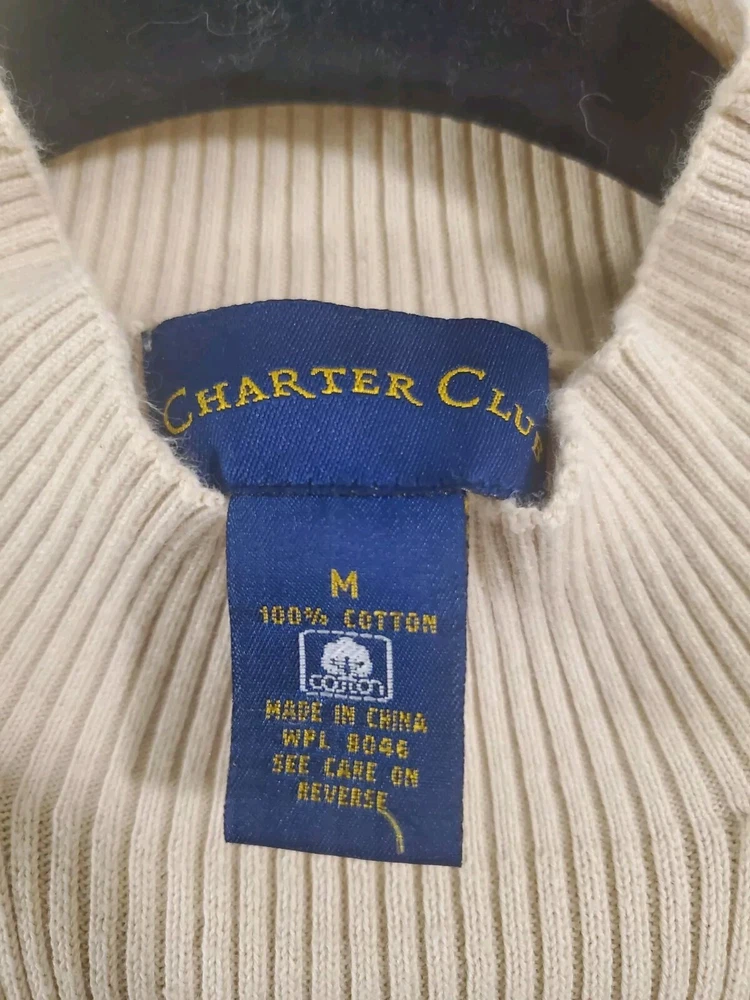 CHARTER CLUB
M
100% COTTON
cotton
MADE IN CHINA
WPL 8046
SEE CARE ON
REVERSE